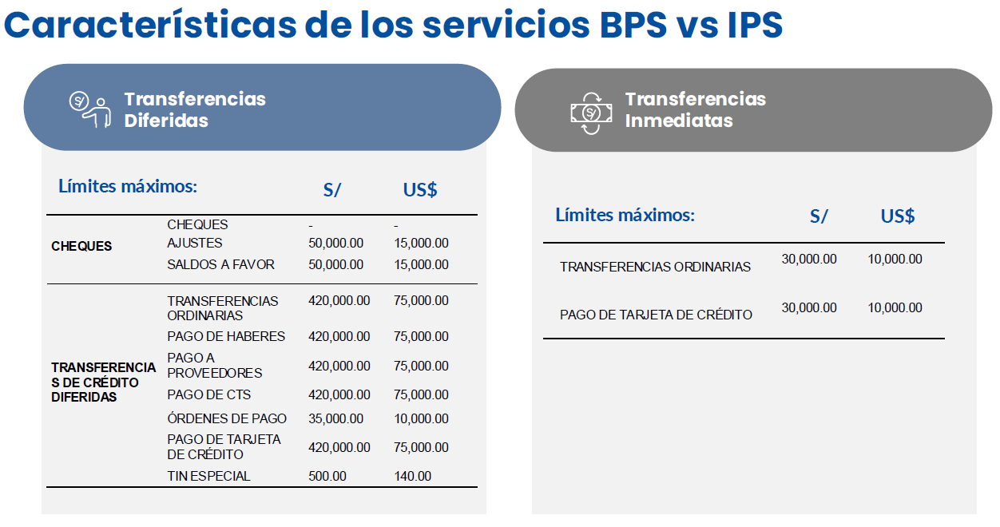 Características de los servicios BPS vs IPS
S/
Transferencias
Diferidas
Límites máximos: S/ US$
CHEQUES
CHEQUES - -
AJUSTES 50,000.00 15,000.00
SALDOS A FAVOR 50,000.00 15,000.00
TRANSFERENCIA
S DE CRÉDITO
DIFERIDAS
TRANSFERENCIAS 420,000.00 75,000.00
ORDINARIAS
PAGO DE HABERES 420,000.00 75,000.00
PAGO A
PROVEEDORES 420,000.00 75,000.00
PAGO DE CTS 420,000.00 75,000.00
ÓRDENES DE PAGO 35,000.00 10,000.00
PAGO DE TARJETA
DE CRÉDITO 420,000.00 75,000.00
TIN ESPECIAL 500.00 140.00
S/
Transferencias
Inmediatas
Límites máximos: S/ US$
TRANSFERENCIAS ORDINARIAS 30,000.00 10,000.00
PAGO DE TARJETA DE CRÉDITO 30,000.00 10,000.00